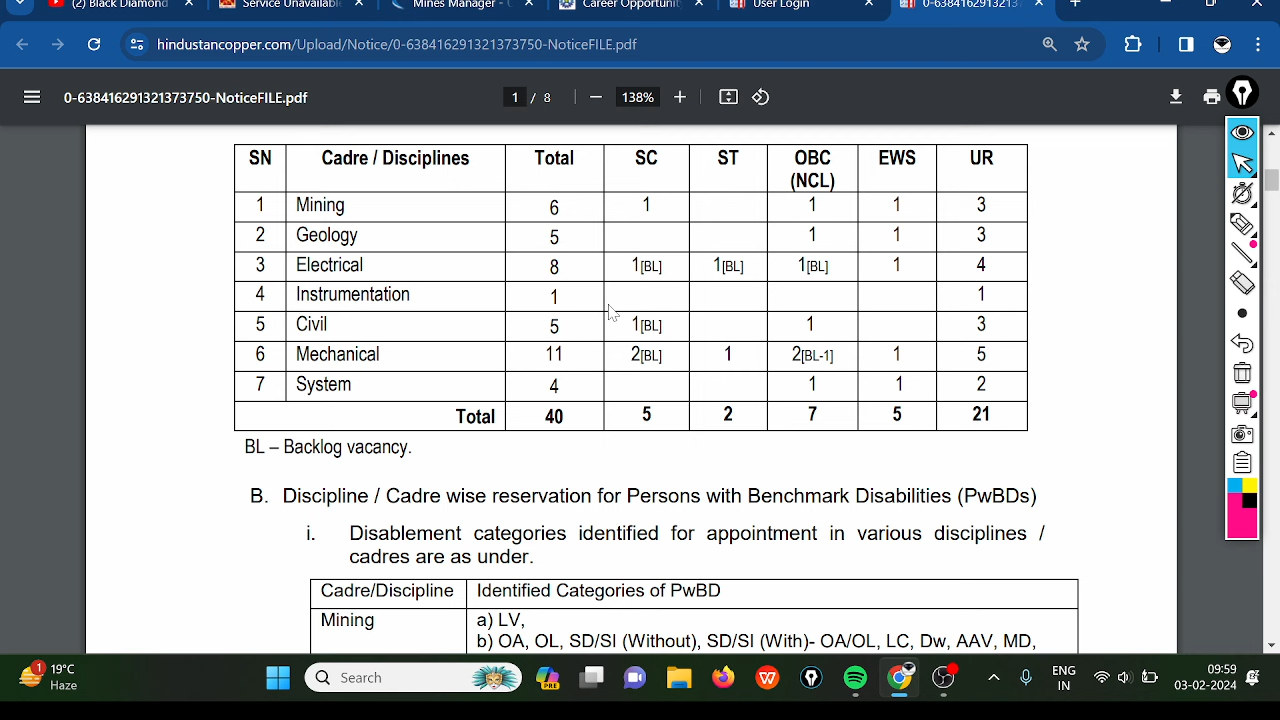 (2) Black Diamond
Service Unavailabl
Mines Manager - C
Career Opportunit
User Login
0-638416291321373
hindustancopper.com/Upload/Notice/0-638416291321373750-NoticeFILE.pdf
0-638416291321373750-NoticeFILE.pdf
1 / 8
138%
SN Cadre / Disciplines Total SC ST OBC (NCL) EWS UR
1 Mining 6 1 1 1 3
2 Geology 5 1 1 3
3 Electrical 8 1[BL] 1[BL] 1[BL] 1 4
4 Instrumentation 1 1
5 Civil 5 1[BL] 1 3
6 Mechanical 11 2[BL] 1 2[BL-1] 1 5
7 System 4 1 1 2
Total 40 5 2 7 5 21
BL – Backlog vacancy.
B. Discipline / Cadre wise reservation for Persons with Benchmark Disabilities (PwBDs)
i. Disablement categories identified for appointment in various disciplines /
cadres are as under.
Cadre/Discipline Identified Categories of PwBD
Mining a) LV,
b) OA, OL, SD/SI (Without), SD/SI (With)- OA/OL, LC, Dw, AAV, MD,
1
19°C
Haze
Search
PRE
W
ENG
IN
09:59
03-02-2024